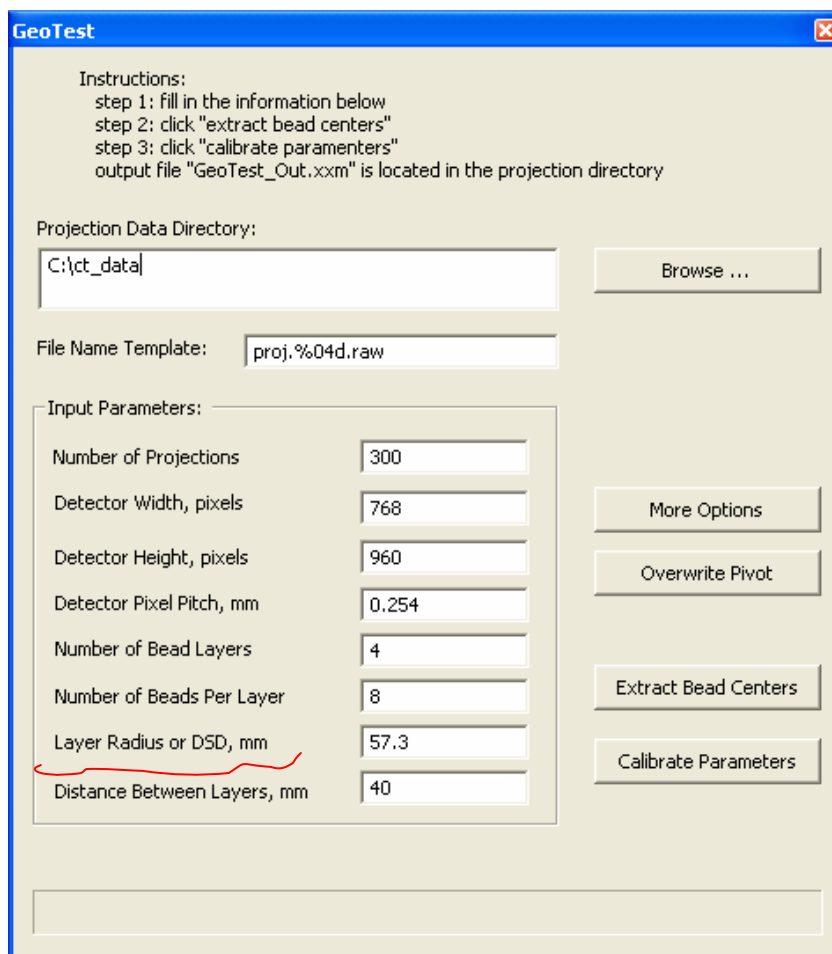 GeoTest
Instructions:
step 1: fill in the information below
step 2: click "extract bead centers"
step 3: click "calibrate paramenters"
output file "GeoTest_Out.xxm" is located in the projection directory
Projection Data Directory:
C:\ct_data
Browse ...
File Name Template:
proj.%04d.raw
Input Parameters:
Number of Projections
300
Detector Width, pixels
768
More Options
Detector Height, pixels
960
Overwrite Pivot
Detector Pixel Pitch, mm
0.254
Number of Bead Layers
4
Number of Beads Per Layer
8
Extract Bead Centers
Layer Radius or DSD, mm
57.3
Calibrate Parameters
Distance Between Layers, mm
40